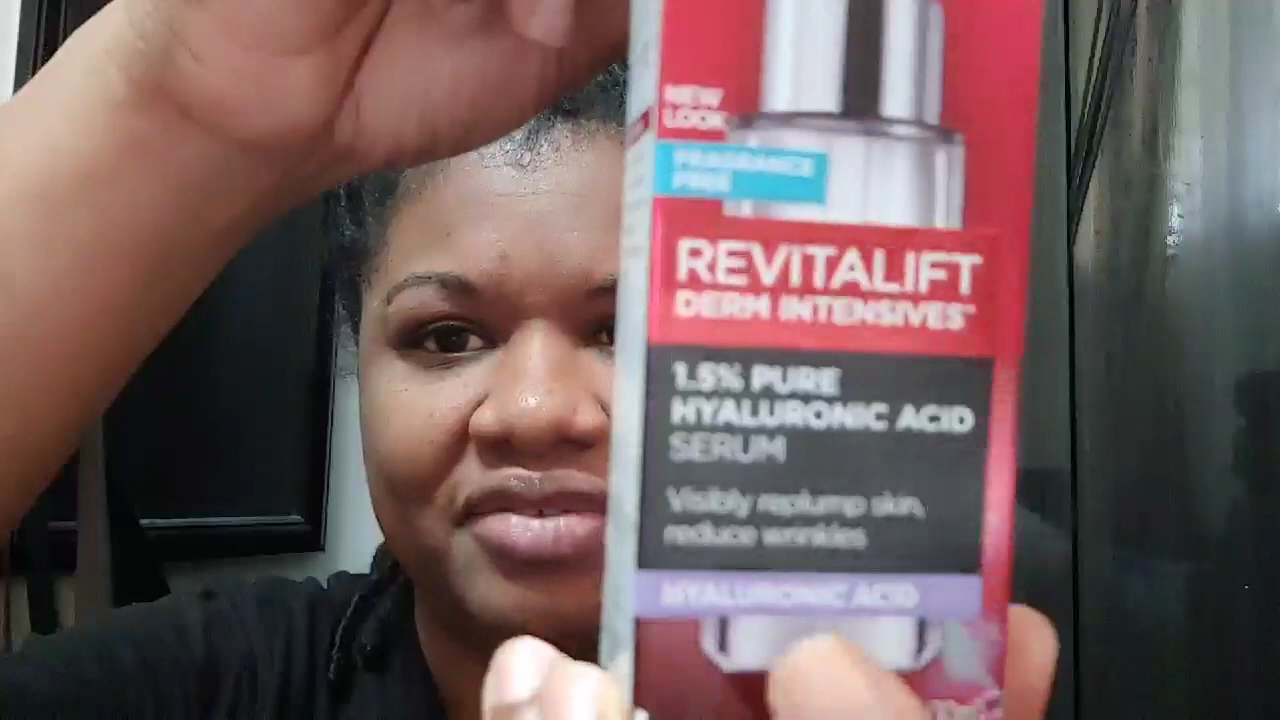 NEW
LOOK
FRAGRANCE
FREE
REVITALIFT
DERM INTENSIVES™
1.5% PURE
HYALURONIC ACID
SERUM
Visibly replump skin,
reduce wrinkles
HYALURONIC ACID